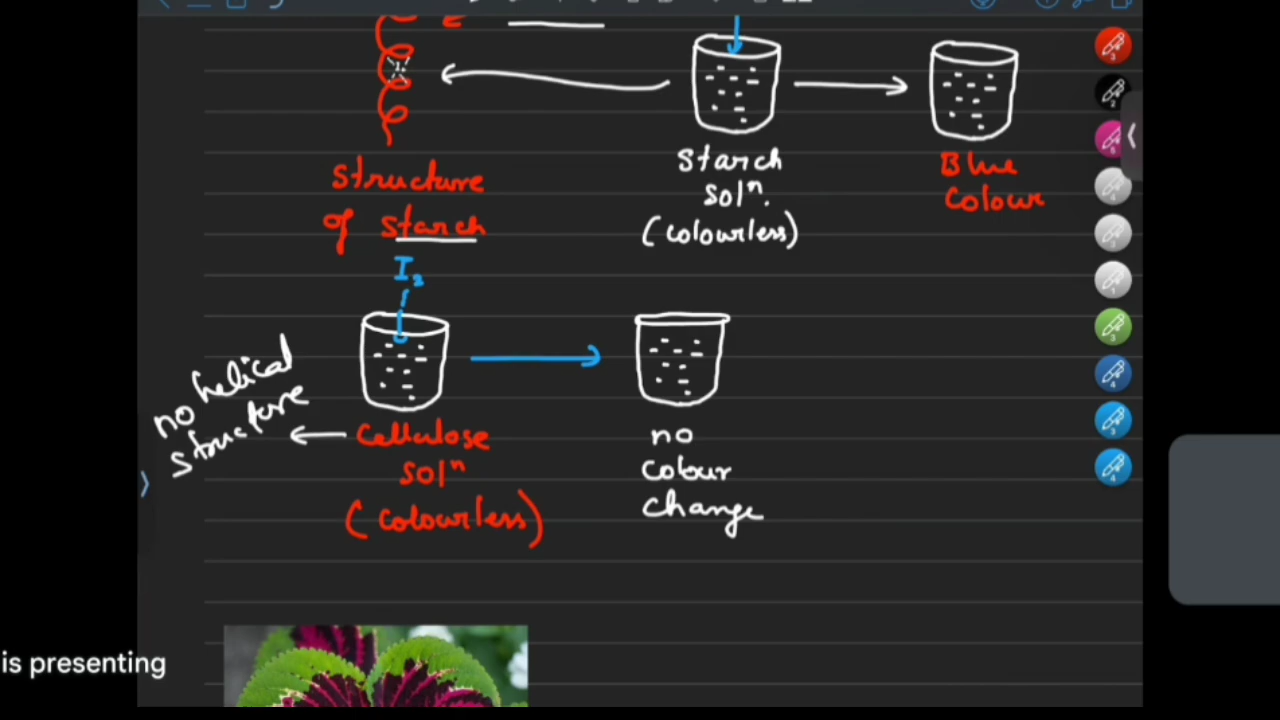 Starch
Solⁿ.
(colourless)
Blue
Colour
Structure
of starch
I₂
no helical
structure
Cellulose
Solⁿ
(colourless)
no
colour
change
is presenting